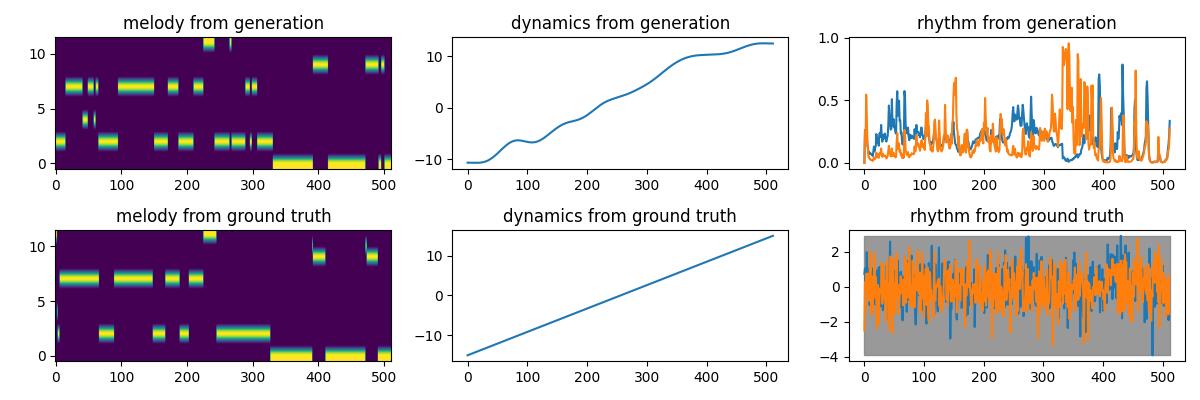 melody from generation
10
5
0
0 100 200 300 400 500
dynamics from generation
10
0
−10
0 100 200 300 400 500
rhythm from generation
1.0
0.5
0.0
0 100 200 300 400 500
melody from ground truth
10
5
0
0 100 200 300 400 500
dynamics from ground truth
10
0
−10
0 100 200 300 400 500
rhythm from ground truth
2
0
−2
−4
0 100 200 300 400 500